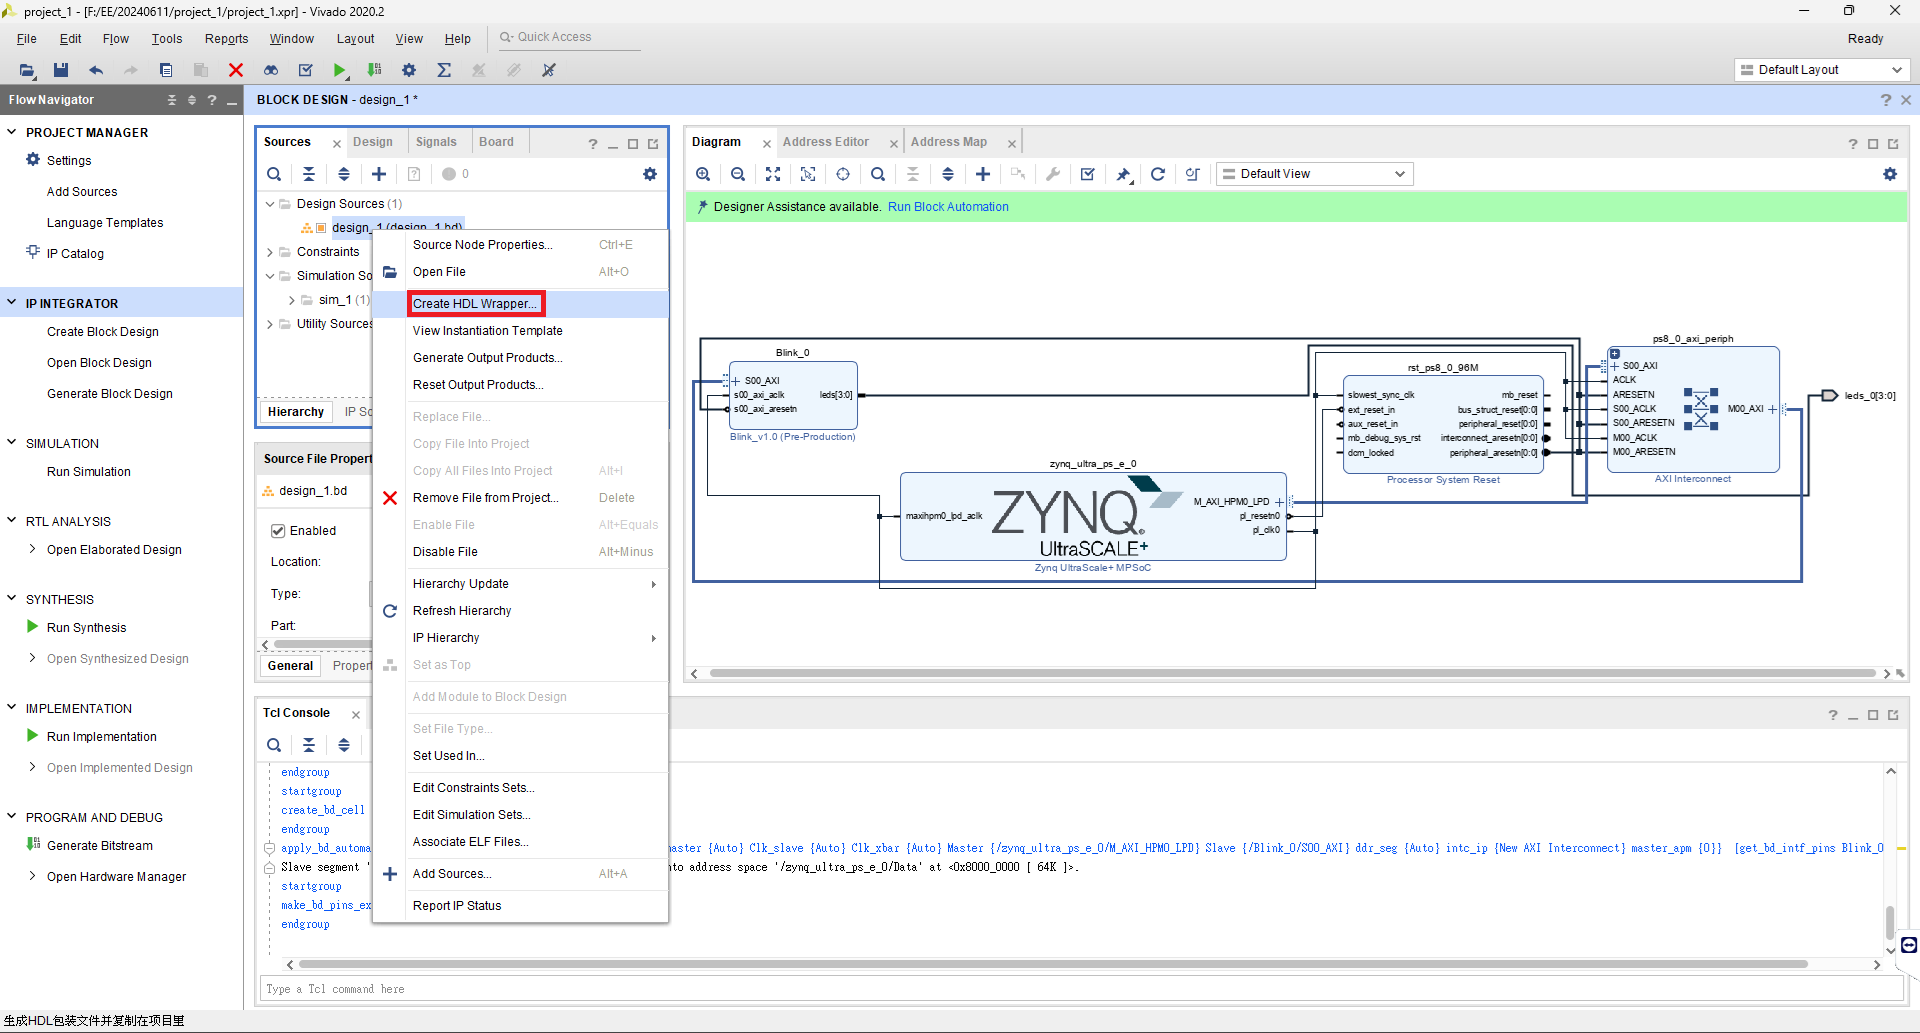 project_1 - [F:/EE/20240611/project_1/project_1.xpr] - Vivado 2020.2
File Edit Flow Tools Reports Window Layout View Help Quick Access Ready
Default Layout
Flow Navigator
BLOCK DESIGN - design_1 *
PROJECT MANAGER
Settings
Add Sources
Language Templates
IP Catalog
IP INTEGRATOR
Create Block Design
Open Block Design
Generate Block Design
SIMULATION
Run Simulation
RTL ANALYSIS
Open Elaborated Design
SYNTHESIS
Run Synthesis
Open Synthesized Design
IMPLEMENTATION
Run Implementation
Open Implemented Design
PROGRAM AND DEBUG
Generate Bitstream
Open Hardware Manager
Sources Design Signals Board
0
Design Sources (1)
design_1 (design_1.bd)
Constraints
Simulation So
sim_1 (1)
Utility Sources
Hierarchy IP So
Source File Propert
design_1.bd
Enabled
Location:
Type:
Part:
General Propert
Source Node Properties... Ctrl+E
Open File Alt+O
Create HDL Wrapper...
View Instantiation Template
Generate Output Products...
Reset Output Products...
Replace File...
Copy File Into Project
Copy All Files Into Project Alt+I
Remove File from Project... Delete
Enable File Alt+Equals
Disable File Alt+Minus
Hierarchy Update
Refresh Hierarchy
IP Hierarchy
Set as Top
Add Module to Block Design
Set File Type...
Set Used In...
Edit Constraints Sets...
Edit Simulation Sets...
Associate ELF Files...
Add Sources... Alt+A
Report IP Status
Diagram Address Editor Address Map
Default View
Designer Assistance available. Run Block Automation
Blink_0
S00_AXI
s00_axi_aclk leds[3:0]
s00_axi_aresetn
Blink_v1.0 (Pre-Production)
zynq_ultra_ps_e_0
maxihpm0_lpd_aclk
ZYNQ
UltraSCALE+
M_AXI_HPM0_LPD
pl_resetn0
pl_clk0
Zynq UltraScale+ MPSoC
rst_ps8_0_96M
slowest_sync_clk mb_reset
ext_reset_in bus_struct_reset[0:0]
aux_reset_in peripheral_reset[0:0]
mb_debug_sys_rst interconnect_aresetn[0:0]
dcm_locked peripheral_aresetn[0:0]
Processor System Reset
ps8_0_axi_periph
S00_AXI
ACLK
ARESETN
S00_ACLK M00_AXI
S00_ARESETN
M00_ACLK
M00_ARESETN
AXI Interconnect
leds_0[3:0]
Tcl Console
endgroup
startgroup
create_bd_cell
endgroup
apply_bd_automa aster {Auto} Clk_slave {Auto} Clk_xbar {Auto} Master {/zynq_ultra_ps_e_0/M_AXI_HPM0_LPD} Slave {/Blink_0/S00_AXI} ddr_seg {Auto} intc_ip {New AXI Interconnect} master_apm {0}} [get_bd_intf_pins Blink_0
Slave segment ' nto address space '/zynq_ultra_ps_e_0/Data' at <0x8000_0000 [ 64K ]>.
startgroup
make_bd_pins_ex
endgroup
Type a Tcl command here
生成HDL包装文件并复制在项目里